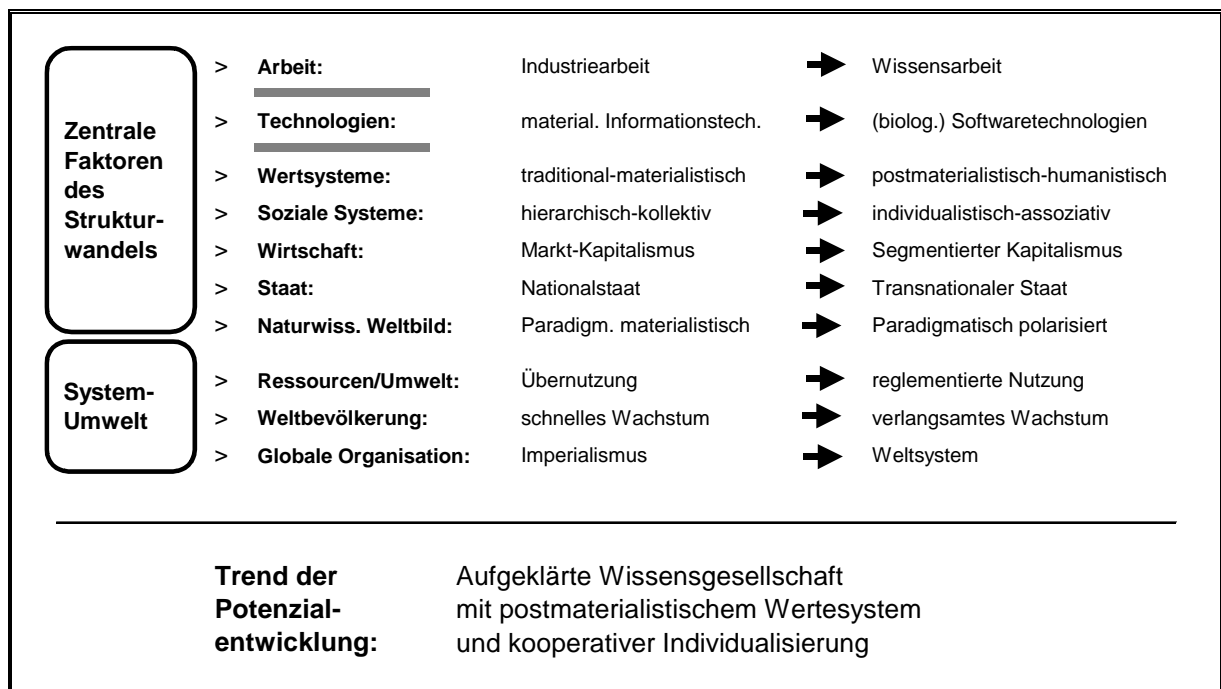 Zentrale
Faktoren
des
Struktur-
wandels
> Arbeit: Industriearbeit Wissensarbeit
> Technologien: material. Informationstech. (biolog.) Softwaretechnologien
> Wertsysteme: traditional-materialistisch postmaterialistisch-humanistisch
> Soziale Systeme: hierarchisch-kollektiv individualistisch-assoziativ
> Wirtschaft: Markt-Kapitalismus Segmentierter Kapitalismus
> Staat: Nationalstaat Transnationaler Staat
> Naturwiss. Weltbild: Paradigm. materialistisch Paradigmatisch polarisiert
System-
Umwelt
> Ressourcen/Umwelt: Übernutzung reglementierte Nutzung
> Weltbevölkerung: schnelles Wachstum verlangsamtes Wachstum
> Globale Organisation: Imperialismus Weltsystem
Trend der
Potenzial-
entwicklung:
Aufgeklärte Wissensgesellschaft
mit postmaterialistischem Wertesystem
und kooperativer Individualisierung